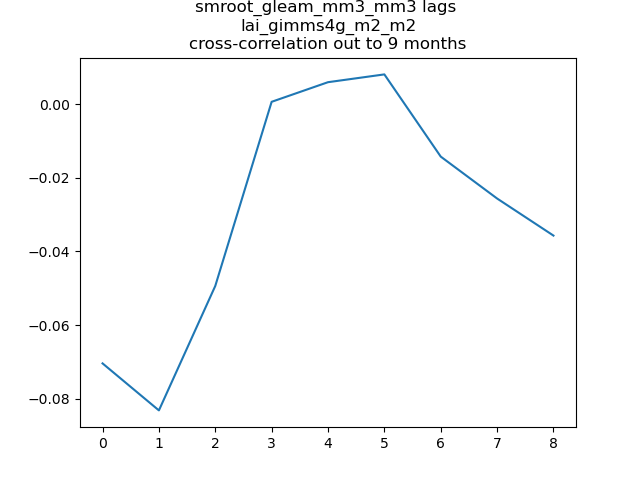 smroot_gleam_mm3_mm3 lags
lai_gimms4g_m2_m2
cross-correlation out to 9 months
0.00
−0.02
−0.04
−0.06
−0.08
0 1 2 3 4 5 6 7 8